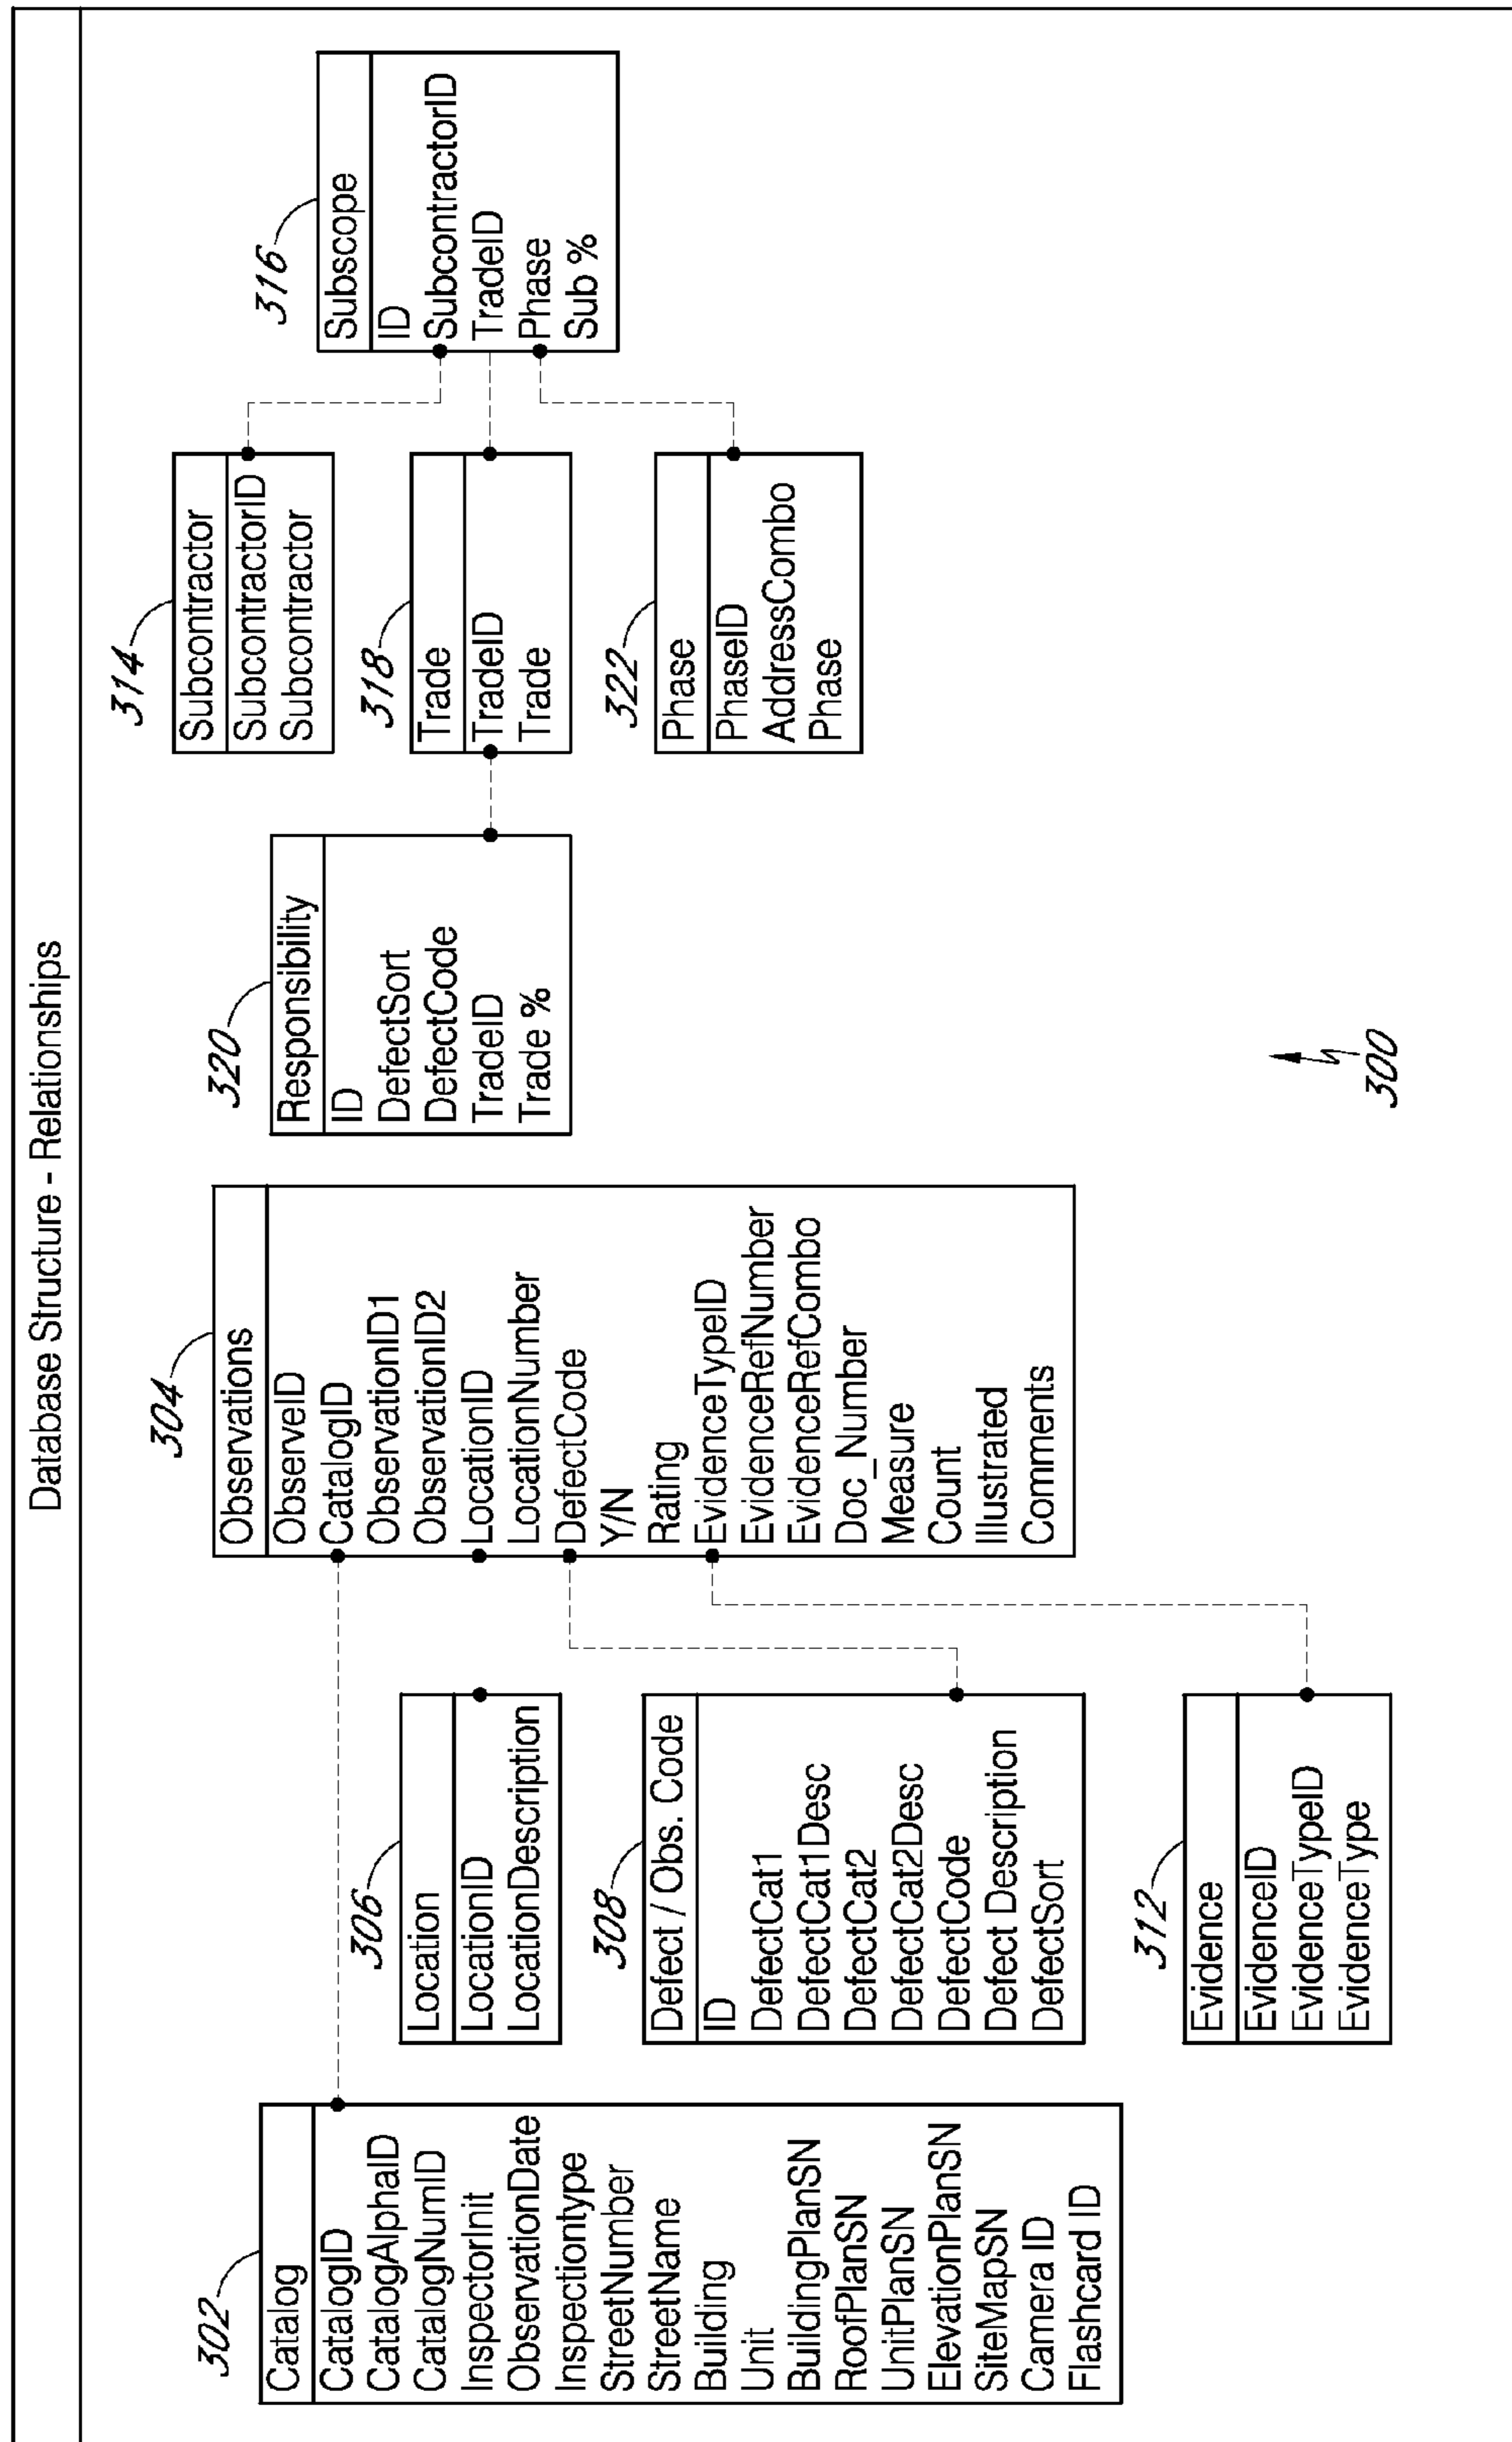 Database Structure - Relationships
302
Catalog
CatalogID
CatalogAlphaID
CatalogNumID
InspectorInit
ObservationDate
Inspectiontype
StreetNumber
StreetName
Building
Unit
BuildingPlanSN
RoofPlanSN
UnitPlanSN
ElevationPlanSN
SiteMapSN
Camera ID
Flashcard ID
306
Location
LocationID
LocationDescription
308
Defect / Obs. Code
ID
DefectCat1
DefectCat1Desc
DefectCat2
DefectCat2Desc
DefectCode
Defect Description
DefectSort
312
Evidence
EvidenceID
EvidenceTypeID
EvidenceType
304
Observations
ObserveID
CatalogID
ObservationID1
ObservationID2
LocationID
LocationNumber
DefectCode
Y/N
Rating
EvidenceTypeID
EvidenceRefNumber
EvidenceRefCombo
Doc_Number
Measure
Count
Illustrated
Comments
320
Responsibility
ID
DefectSort
DefectCode
TradeID
Trade %
314
Subcontractor
SubcontractorID
Subcontractor
318
Trade
TradeID
Trade
322
Phase
PhaseID
AddressCombo
Phase
316
Subscope
ID
SubcontractorID
TradeID
Phase
Sub %
300